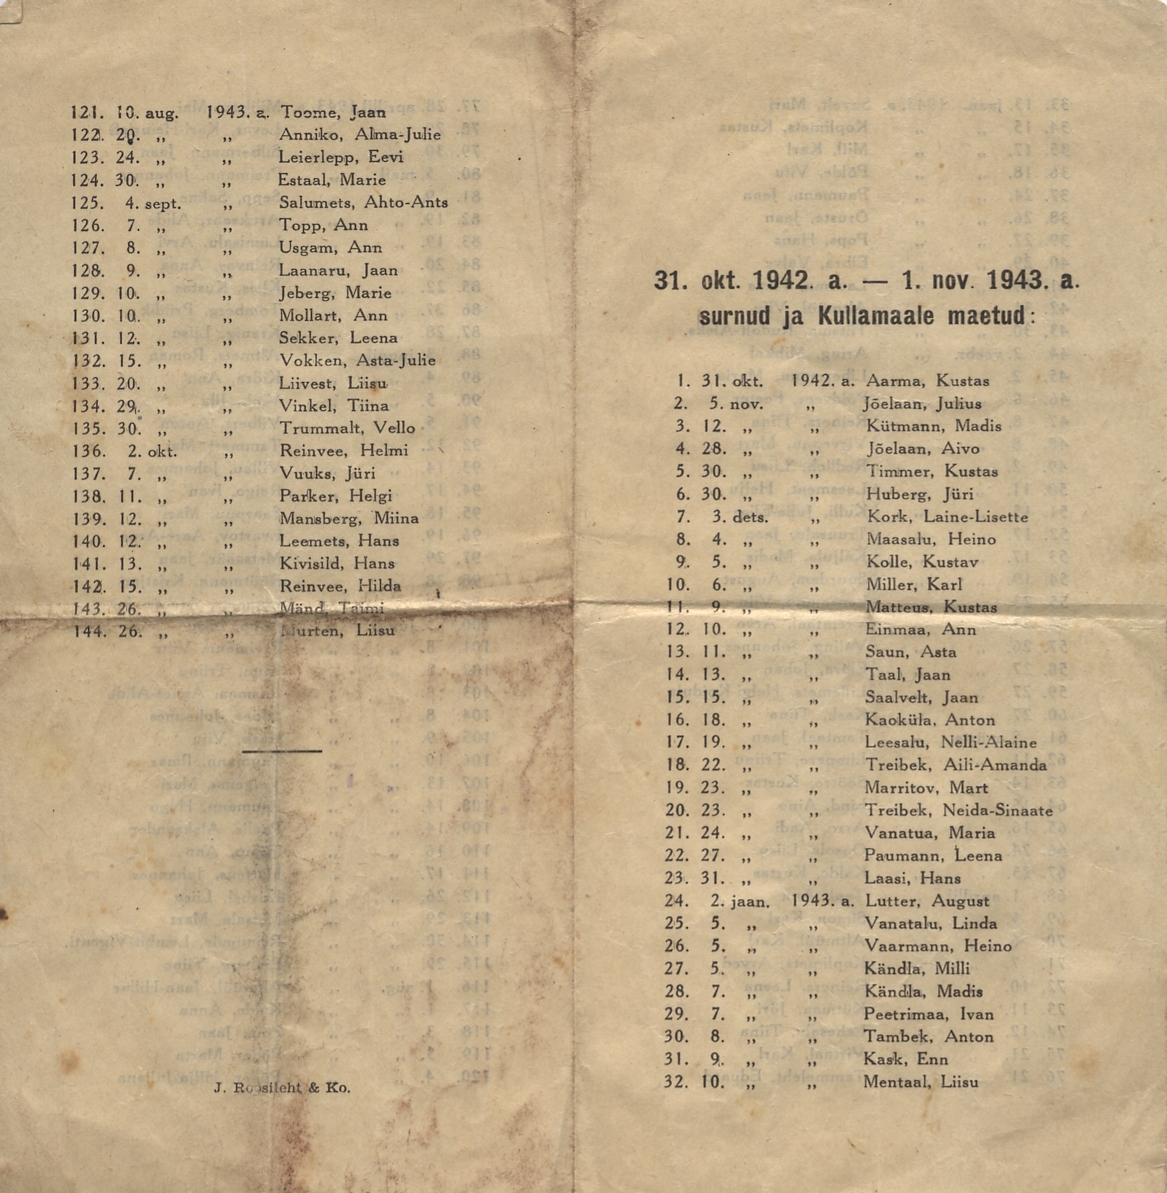 121. 10. aug. 1943. a. Toome, Jaan
122. 20. „ „ Anniko, Alma-Julie
123. 24. „ „ Leierlepp, Eevi
124. 30. „ „ Estaal, Marie
125. 4. sept. „ Salumets, Ahto-Ants
126. 7. „ „ Topp, Ann
127. 8. „ „ Usgam, Ann
128. 9. „ „ Laanaru, Jaan
129. 10. „ „ Jeberg, Marie
130. 10. „ „ Mollart, Ann
131. 12. „ „ Sekker, Leena
132. 15. „ „ Vokken, Asta-Julie
133. 20. „ „ Liivest, Liisu
134. 29. „ „ Vinkel, Tiina
135. 30. „ „ Trummalt, Vello
136. 2. okt. „ Reinvee, Helmi
137. 7. „ „ Vuuks, Jüri
138. 11. „ „ Parker, Helgi
139. 12. „ „ Mansberg, Miina
140. 12. „ „ Leemets, Hans
141. 13. „ „ Kivisild, Hans
142. 15. „ „ Reinvee, Hilda
143. 26. „ „ Mänd, Taimi
144. 26. „ „ Murten, Liisu
J. Roosileht & Ko.
31. okt. 1942. a. — 1. nov. 1943. a.
surnud ja Kullamaale maetud:
1. 31. okt. 1942. a. Aarma, Kustas
2. 5. nov. „ Jõelaan, Julius
3. 12. „ „ Kütmann, Madis
4. 28. „ „ Jõelaan, Aivo
5. 30. „ „ Timmer, Kustas
6. 30. „ „ Huberg, Jüri
7. 3. dets. „ Kork, Laine-Lisette
8. 4. „ „ Maasalu, Heino
9. 5. „ „ Kolle, Kustav
10. 6. „ „ Miller, Karl
11. 9. „ „ Matteus, Kustas
12. 10. „ „ Einmaa, Ann
13. 11. „ „ Saun, Asta
14. 13. „ „ Taal, Jaan
15. 15. „ „ Saalvelt, Jaan
16. 18. „ „ Kaoküla, Anton
17. 19. „ „ Leesalu, Nelli-Alaine
18. 22. „ „ Treibek, Aili-Amanda
19. 23. „ „ Marritov, Mart
20. 23. „ „ Treibek, Neida-Sinaate
21. 24. „ „ Vanatua, Maria
22. 27. „ „ Paumann, Leena
23. 31. „ „ Laasi, Hans
24. 2. jaan. 1943. a. Lutter, August
25. 5. „ „ Vanatalu, Linda
26. 5. „ „ Vaarmann, Heino
27. 5. „ „ Kändla, Milli
28. 7. „ „ Kändla, Madis
29. 7. „ „ Peetrimaa, Ivan
30. 8. „ „ Tambek, Anton
31. 9. „ „ Kask, Enn
32. 10. „ „ Mentaal, Liisu